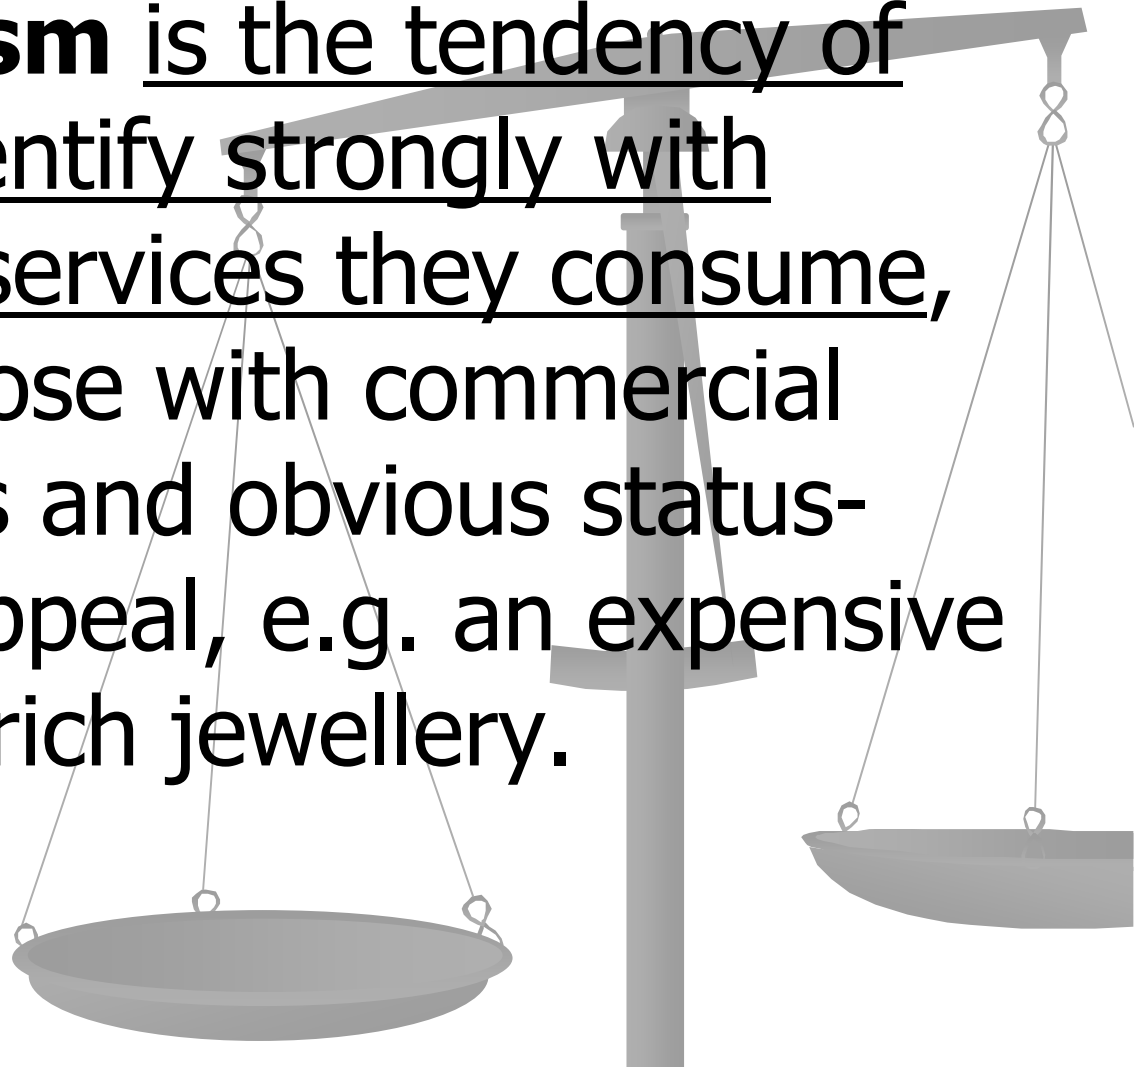 sm is the tendency of
entify strongly with
services they consume,
ose with commercial
s and obvious status-
ppeal, e.g. an expensive
rich jewellery.